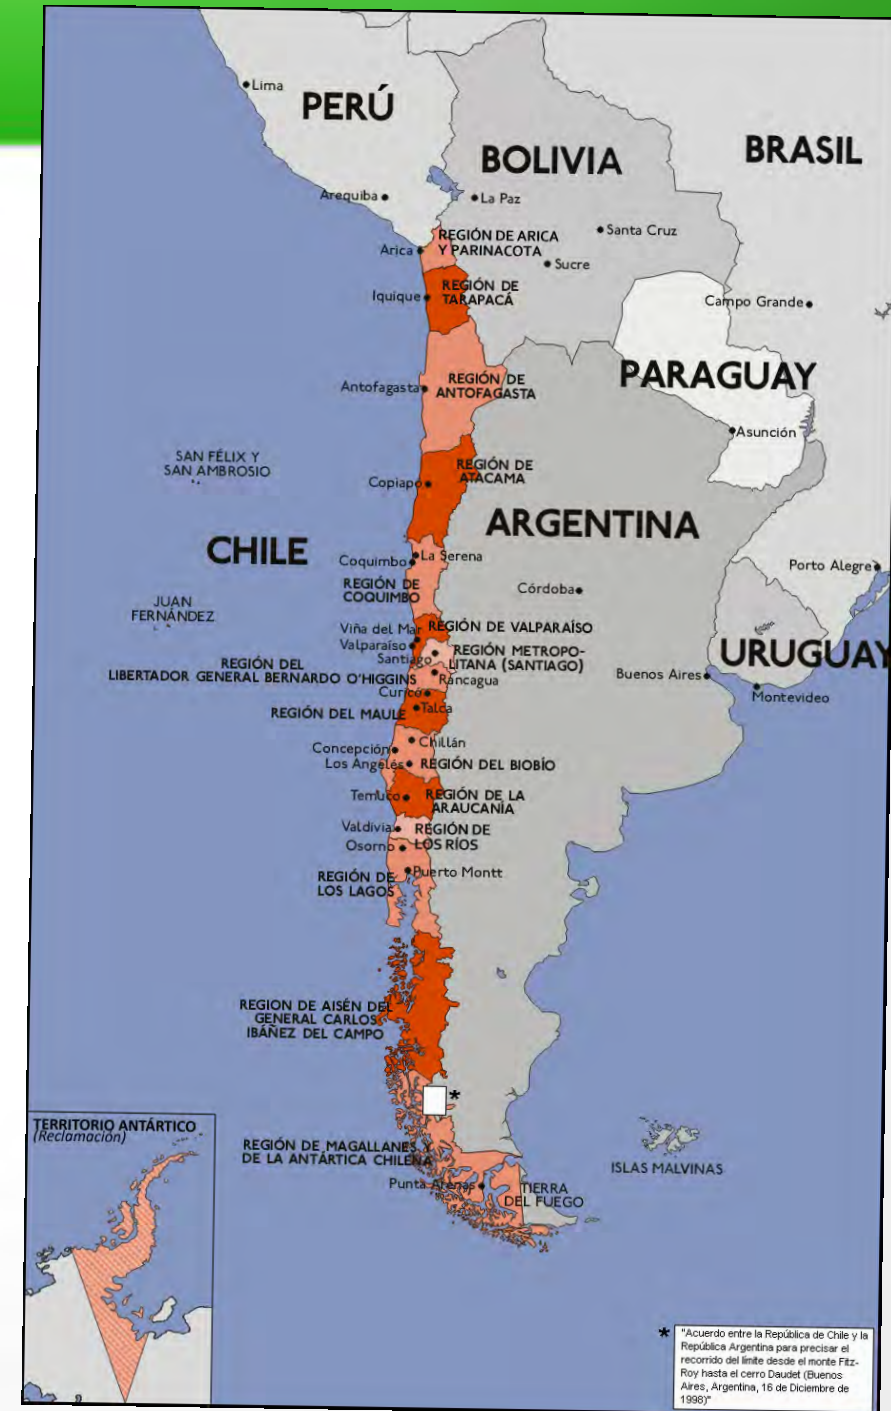 Lima
PERÚ
BOLIVIA
BRASIL
Arequiba
La Paz
Santa Cruz
Sucre
Arica
REGIÓN DE ARICA
Y PARINACOTA
Iquique
REGIÓN DE
TARAPACÁ
Campo Grande
PARAGUAY
Asunción
Antofagasta
REGIÓN DE
ANTOFAGASTA
SAN FÉLIX Y
SAN AMBROSIO
Copiapó
REGIÓN DE
ATACAMA
ARGENTINA
CHILE
Coquimbo
La Serena
REGIÓN DE
COQUIMBO
Córdoba
Porto Alegre
JUAN
FERNÁNDEZ
Viña del Mar
Valparaíso
REGIÓN DE VALPARAÍSO
Santiago
REGIÓN METROPO-
LITANA (SANTIAGO)
URUGUAY
REGIÓN DEL
LIBERTADOR GENERAL BERNARDO O'HIGGINS
Rancagua
Buenos Aires
Montevideo
Curicó
REGIÓN DEL MAULE
Talca
Chillán
Concepción
Los Angeles
REGIÓN DEL BIOBÍO
Temuco
REGIÓN DE LA
ARAUCANÍA
Valdivia
REGIÓN DE
LOS RÍOS
Osorno
Puerto Montt
REGIÓN DE
LOS LAGOS
REGION DE AISÉN DEL
GENERAL CARLOS
IBÁÑEZ DEL CAMPO
*
TERRITORIO ANTÁRTICO
(Reclamación)
REGIÓN DE MAGALLANES Y
DE LA ANTÁRTICA CHILENA
Punta Arenas
TIERRA
DEL FUEGO
ISLAS MALVINAS
* "Acuerdo entre la República de Chile y la
República Argentina para precisar el
recorrido del límite desde el monte Fitz-
Roy hasta el cerro Daudet (Buenos
Aires, Argentina, 16 de Diciembre de
1998)"